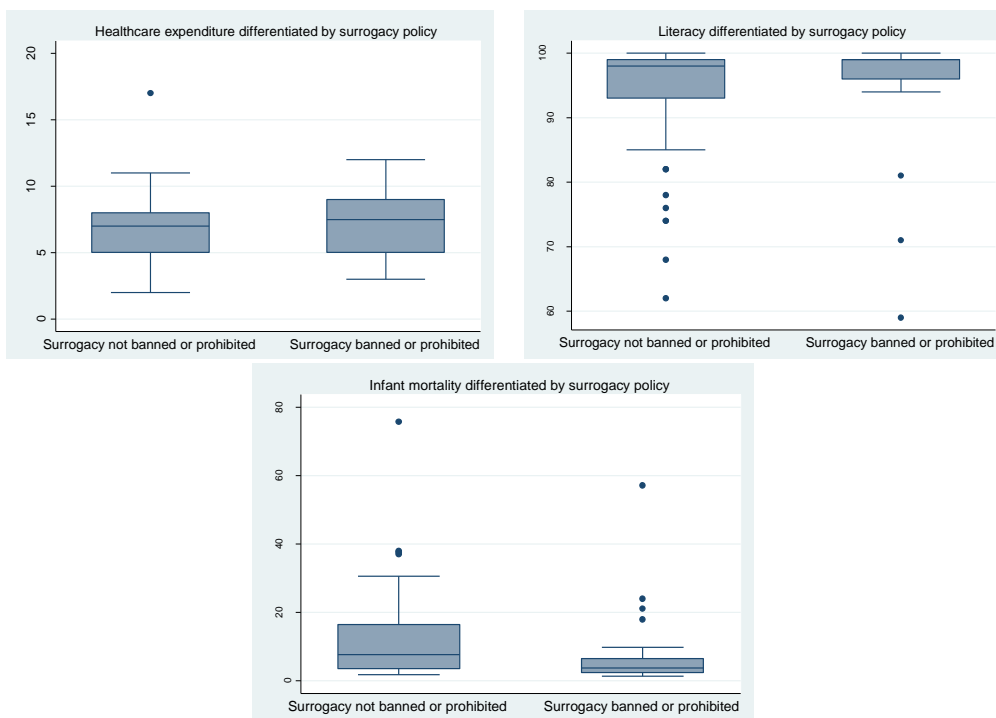 Healthcare expenditure differentiated by surrogacy policy
20
15
10
5
0
Surrogacy not banned or prohibited Surrogacy banned or prohibited
Literacy differentiated by surrogacy policy
100
90
80
70
60
Surrogacy not banned or prohibited Surrogacy banned or prohibited
Infant mortality differentiated by surrogacy policy
80
60
40
20
0
Surrogacy not banned or prohibited Surrogacy banned or prohibited